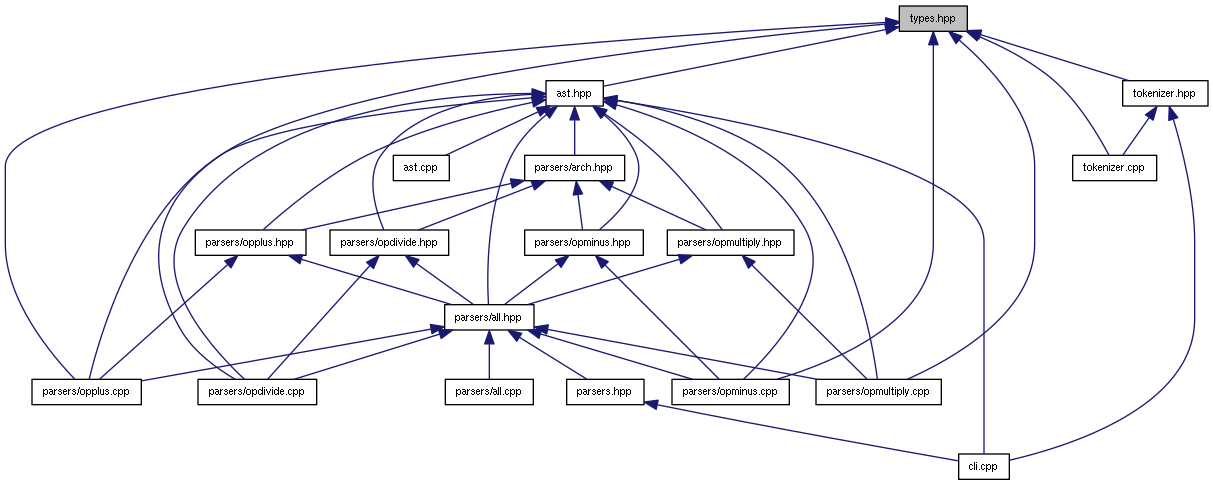 types.hpp
ast.hpp
tokenizer.hpp
ast.cpp
parsers/arch.hpp
tokenizer.cpp
parsers/opplus.hpp
parsers/opdivide.hpp
parsers/opminus.hpp
parsers/opmultiply.hpp
parsers/all.hpp
parsers/opplus.cpp
parsers/opdivide.cpp
parsers/all.cpp
parsers.hpp
parsers/opminus.cpp
parsers/opmultiply.cpp
cli.cpp